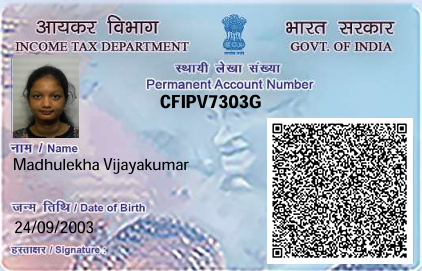 आयकर विभाग
INCOME TAX DEPARTMENT
भारत सरकार
GOVT. OF INDIA
स्थायी लेखा संख्या
Permanent Account Number
CFIPV7303G
नाम / Name
Madhulekha Vijayakumar
जन्म तिथि / Date of Birth
24/09/2003
हस्ताक्षर / Signature :-